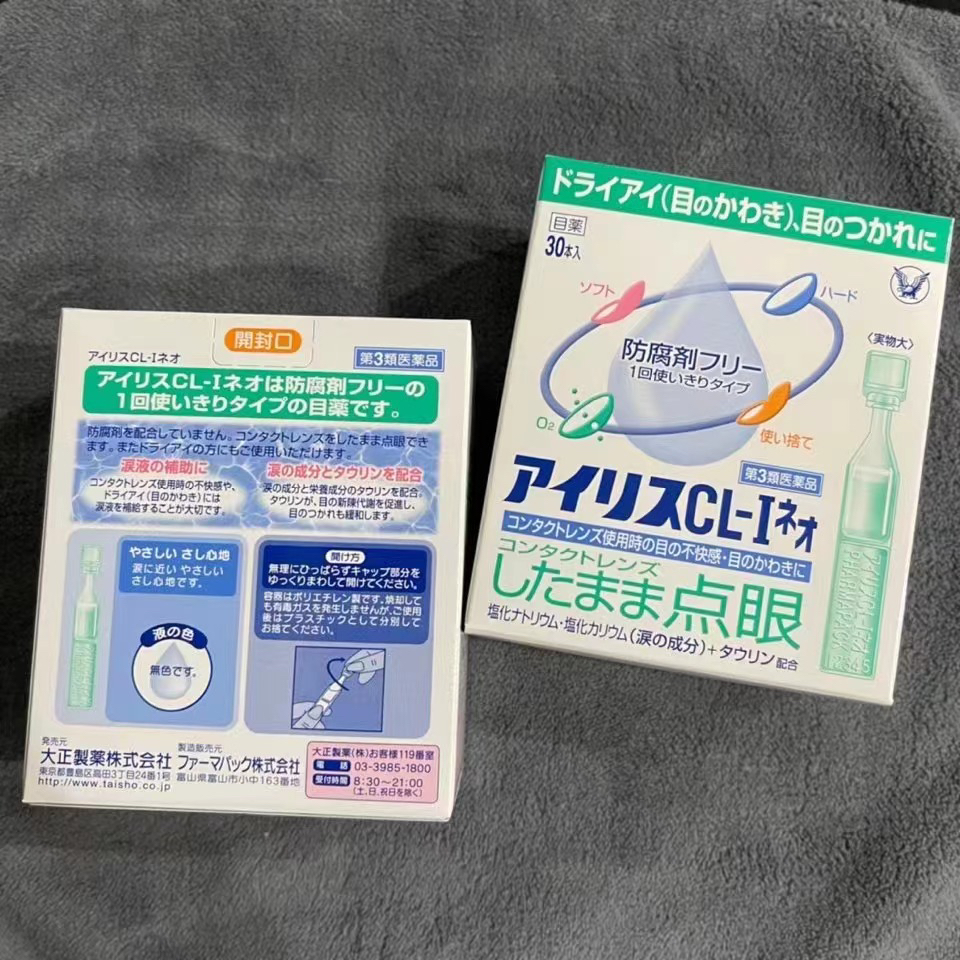 開封口
アイリスCL-Iネオ
第3類医薬品
アイリスCL-Iネオは防腐剤フリーの
1回使いきりタイプの目薬です。
防腐剤を配合していません。コンタクトレンズをしたまま点眼でき
ます。またドライアイの方にもご使用いただけます。
涙液の補助に
コンタクトレンズ使用時の不快感や、
ドライアイ(目のかわき)には
涙液を補給することが大切です。
涙の成分とタウリンを配合
涙の成分と栄養成分のタウリンを配合。
タウリンが、目の新陳代謝を促進し、
目のつかれも緩和します。
やさしい さし心地
涙に近い やさしい
さし心地です。
液の色
無色です。
開け方
無理にひっぱらずキャップ部分を
ゆっくりまわして開けてください。
容器はポリエチレン製です。焼却して
も有毒ガスを発生しませんが、ご使用
後はプラスチックとして分別して
お捨てください。
発売元
大正製薬株式会社
東京都豊島区高田3丁目24番1号
http://www.taisho.co.jp
製造販売元
ファーマパック株式会社
富山県富山市小中163番地
大正製薬(株)お客様119番室
電話 03-3985-1800
受付時間 8:30〜21:00
(土、日、祝日を除く)
ドライアイ(目のかわき)、目のつかれに
目薬
30本入
ソフト
ハード
O2
使い捨て
防腐剤フリー
1回使いきりタイプ
〈実物大〉
第3類医薬品
アイリスCL-Iネオ
コンタクトレンズ使用時の目の不快感・目のかわきに
コンタクトレンズ
したまま点眼
塩化ナトリウム・塩化カリウム(涙の成分)+タウリン配合
アイリスCL-Iネオ
PHARMAPACK
2345